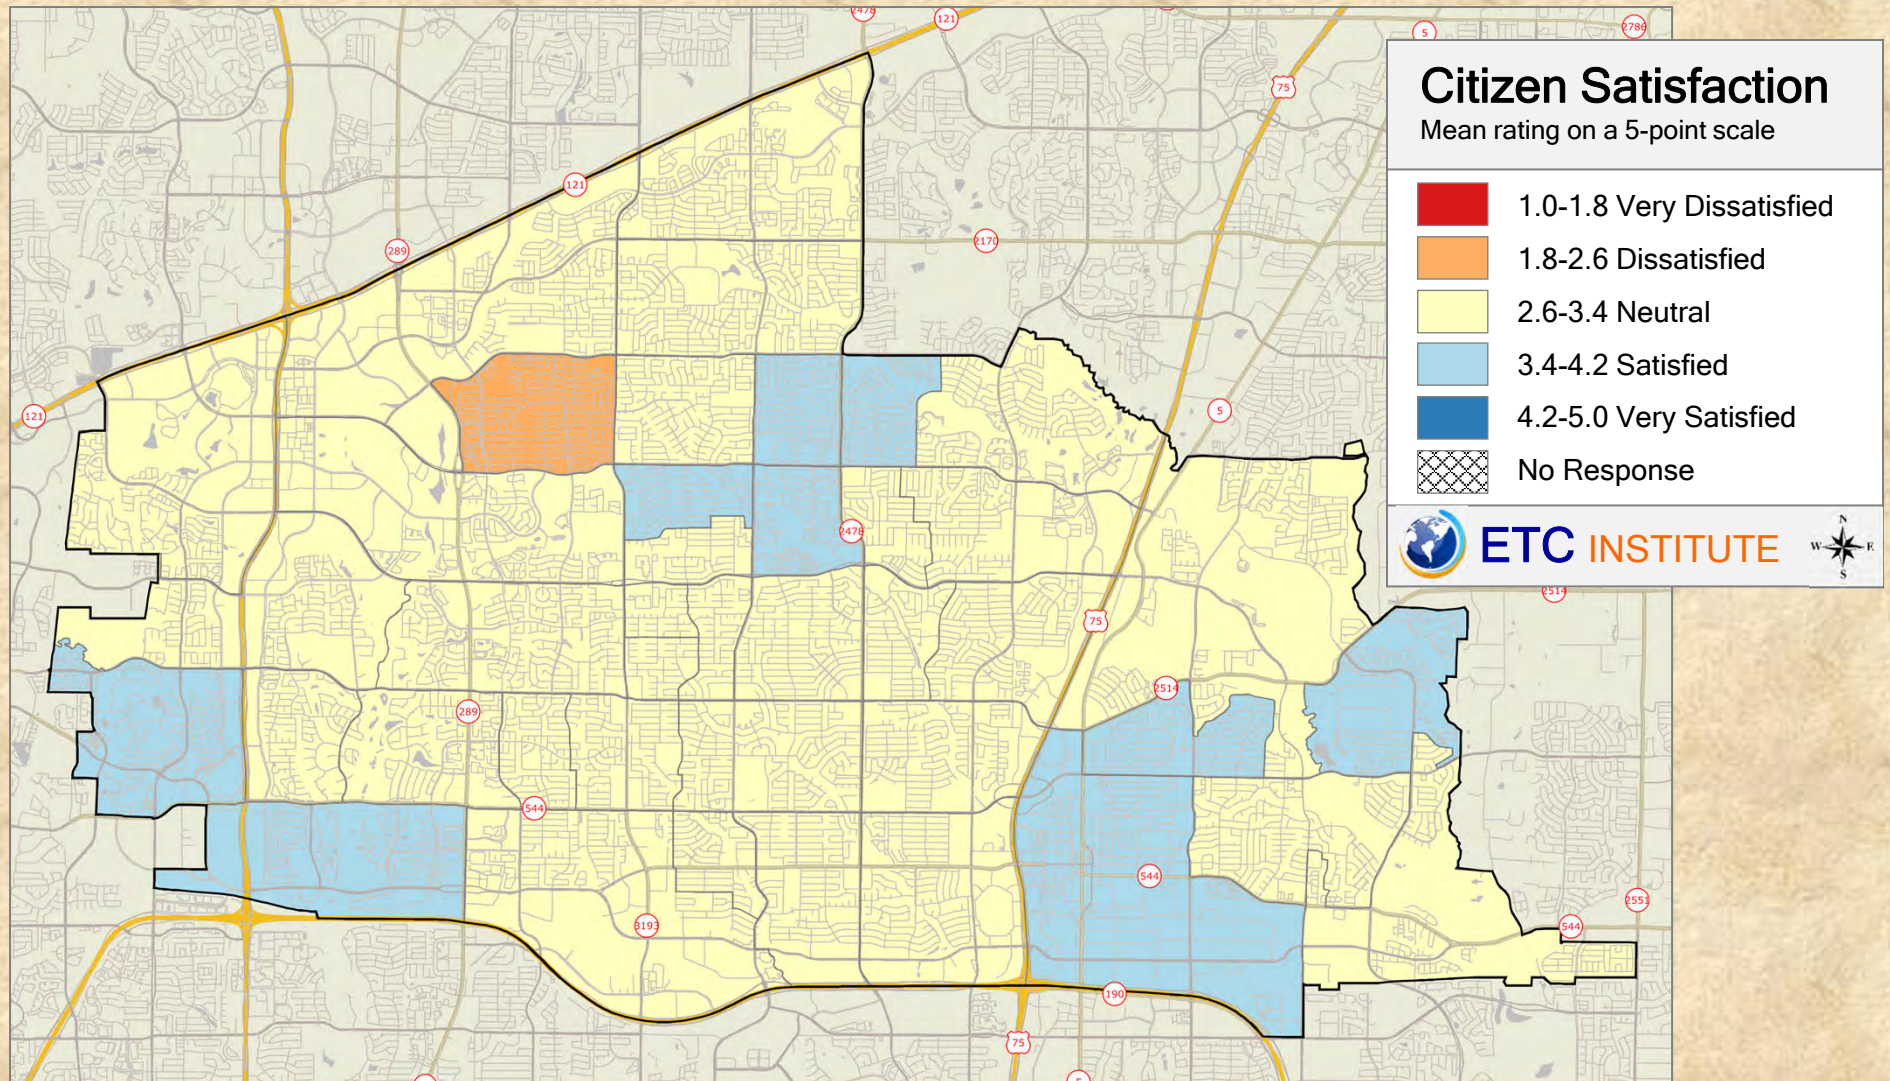 2478
121
5
2786
75
Citizen Satisfaction
Mean rating on a 5-point scale
1.0-1.8 Very Dissatisfied
1.8-2.6 Dissatisfied
2.6-3.4 Neutral
3.4-4.2 Satisfied
4.2-5.0 Very Satisfied
No Response
ETC INSTITUTE
N
W
E
S
121
289
2170
121
5
2478
2514
75
2514
289
544
544
2551
3193
544
190
75
5